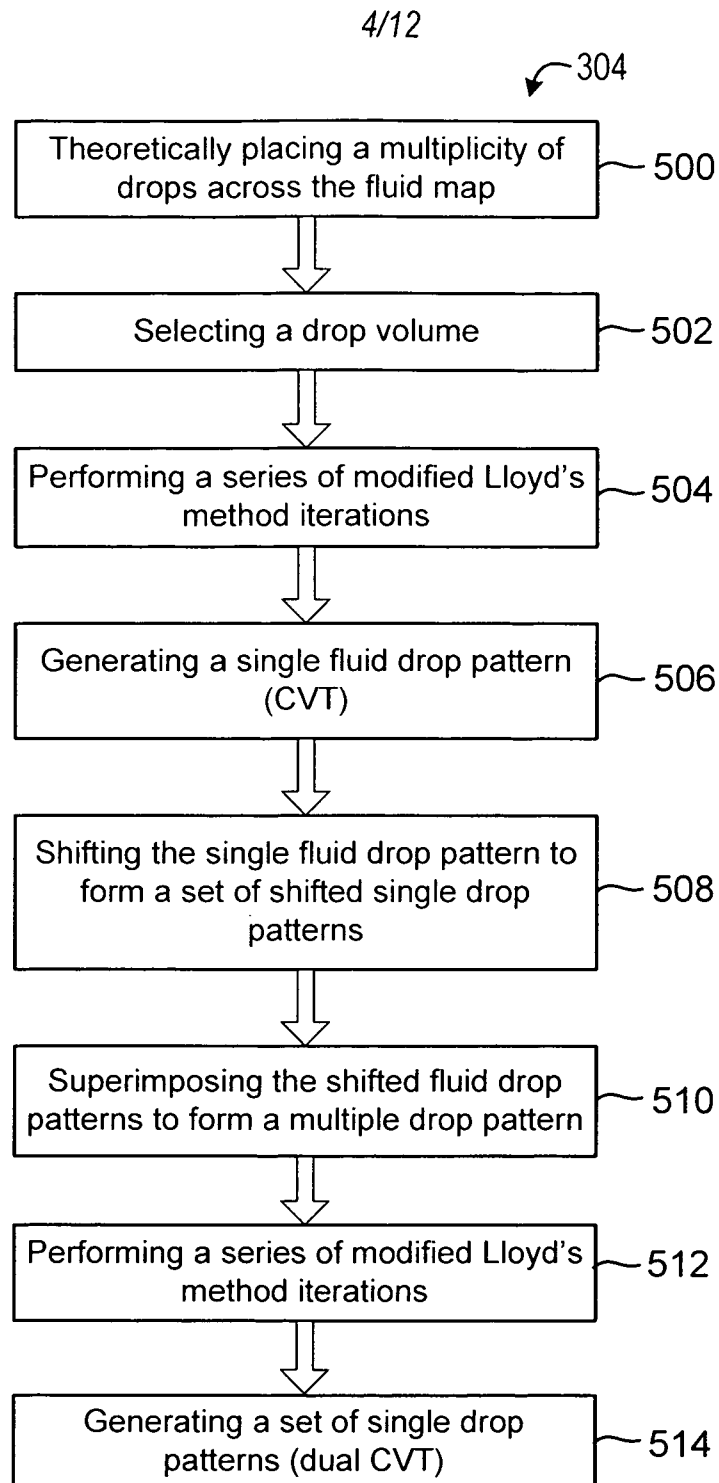 4/12
304
Theoretically placing a multiplicity of
drops across the fluid map
500
Selecting a drop volume
502
Performing a series of modified Lloyd's
method iterations
504
Generating a single fluid drop pattern
(CVT)
506
Shifting the single fluid drop pattern to
form a set of shifted single drop
patterns
508
Superimposing the shifted fluid drop
patterns to form a multiple drop pattern
510
Performing a series of modified Lloyd's
method iterations
512
Generating a set of single drop
patterns (dual CVT)
514